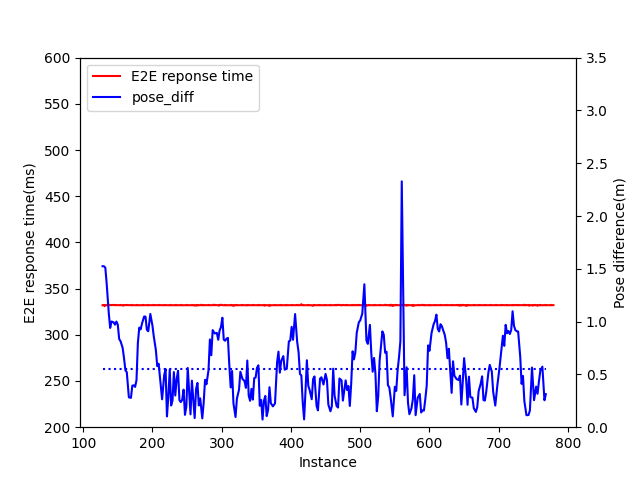 E2E reponse time
pose_diff
600
550
500
450
400
350
300
250
200
E2E response time(ms)
3.5
3.0
2.5
2.0
1.5
1.0
0.5
0.0
Pose difference(m)
100 200 300 400 500 600 700 800
Instance